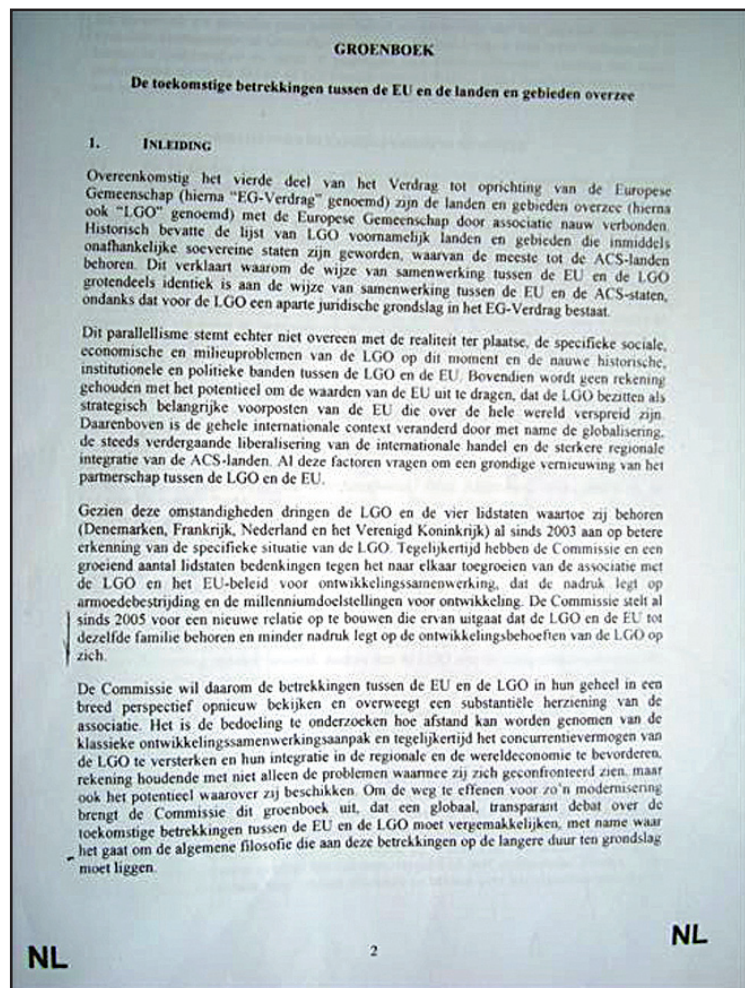 GROENBOEK
De toekomstige betrekkingen tussen de EU en de landen en gebieden overzee
1. INLEIDING
Overeenkomstig het vierde deel van het Verdrag tot oprichting van de Europese
Gemeenschap (hierna "EG-Verdrag" genoemd) zijn de landen en gebieden overzee (hierna
ook "LGO" genoemd) met de Europese Gemeenschap door associatie nauw verbonden.
Historisch bevatte de lijst van LGO voornamelijk landen en gebieden die inmiddels
onafhankelijke soevereine staten zijn geworden, waarvan de meeste tot de ACS-landen
behoren. Dit verklaart waarom de wijze van samenwerking tussen de EU en de LGO
grotendeels identiek is aan de wijze van samenwerking tussen de EU en de ACS-staten,
ondanks dat voor de LGO een aparte juridische grondslag in het EG-Verdrag bestaat.
Dit parallellisme stemt echter niet overeen met de realiteit ter plaatse, de specifieke sociale,
economische en milieuproblemen van de LGO op dit moment en de nauwe historische,
institutionele en politieke banden tussen de LGO en de EU. Bovendien wordt geen rekening
gehouden met het potentieel om de waarden van de EU uit te dragen, dat de LGO bezitten als
strategisch belangrijke voorposten van de EU die over de hele wereld verspreid zijn.
Daarenboven is de gehele internationale context veranderd door met name de globalisering,
de steeds verdergaande liberalisering van de internationale handel en de sterkere regionale
integratie van de ACS-landen. Al deze factoren vragen om een grondige vernieuwing van het
partnerschap tussen de LGO en de EU.
Gezien deze omstandigheden dringen de LGO en de vier lidstaten waartoe zij behoren
(Denemarken, Frankrijk, Nederland en het Verenigd Koninkrijk) al sinds 2003 aan op betere
erkenning van de specifieke situatie van de LGO. Tegelijkertijd hebben de Commissie en een
groeiend aantal lidstaten bedenkingen tegen het naar elkaar toegroeien van de associatie met
de LGO en het EU-beleid voor ontwikkelingssamenwerking, dat de nadruk legt op
armoedebestrijding en de millenniumdoelstellingen voor ontwikkeling. De Commissie stelt al
sinds 2005 voor een nieuwe relatie op te bouwen die ervan uitgaat dat de LGO en de EU tot
dezelfde familie behoren en minder nadruk legt op de ontwikkelingsbehoeften van de LGO op
zich.
De Commissie wil daarom de betrekkingen tussen de EU en de LGO in hun geheel in een
breed perspectief opnieuw bekijken en overweegt een substantiële herziening van de
associatie. Het is de bedoeling te onderzoeken hoe afstand kan worden genomen van de
klassieke ontwikkelingssamenwerkingsaanpak en tegelijkertijd het concurrentievermogen van
de LGO te versterken en hun integratie in de regionale en de wereldeconomie te bevorderen,
rekening houdende met niet alleen de problemen waarmee zij zich geconfronteerd zien, maar
ook het potentieel waarover zij beschikken. Om de weg te effenen voor zo'n modernisering
brengt de Commissie dit groenboek uit, dat een globaal, transparant debat over de
toekomstige betrekkingen tussen de EU en de LGO moet vergemakkelijken, met name waar
het gaat om de algemene filosofie die aan deze betrekkingen op de langere duur ten grondslag
moet liggen.
NL 2 NL